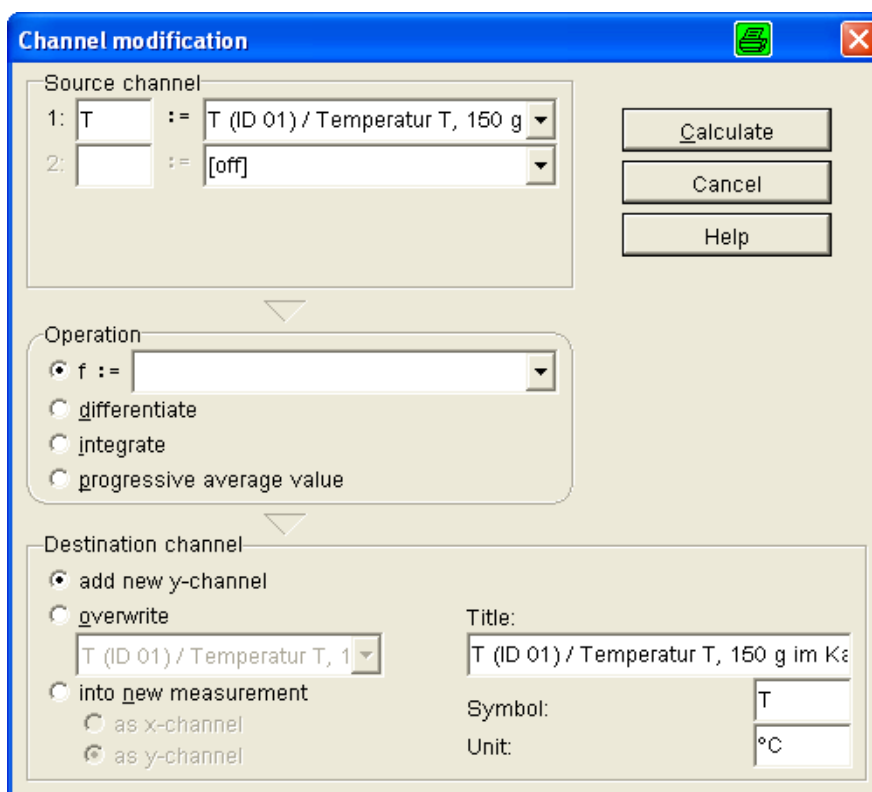 Channel modification
Source channel
1: T := T (ID 01) / Temperatur T, 150 g
2: := [off]
Calculate
Cancel
Help
Operation
f :=
differentiate
integrate
progressive average value
Destination channel
add new y-channel
overwrite
T (ID 01) / Temperatur T, 1
into new measurement
as x-channel
as y-channel
Title:
T (ID 01) / Temperatur T, 150 g im Ka
Symbol: T
Unit: °C